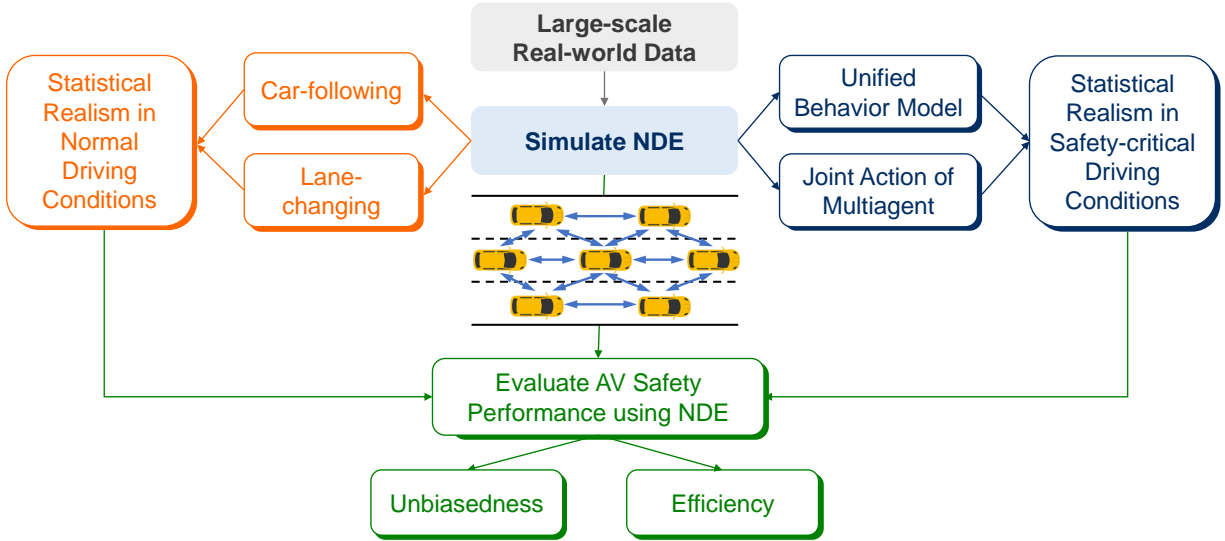 Large-scale
Real-world Data
Statistical
Realism in
Normal
Driving
Conditions
Car-following
Lane-
changing
Simulate NDE
Unified
Behavior Model
Joint Action of
Multiagent
Statistical
Realism in
Safety-critical
Driving
Conditions
Evaluate AV Safety
Performance using NDE
Unbiasedness
Efficiency